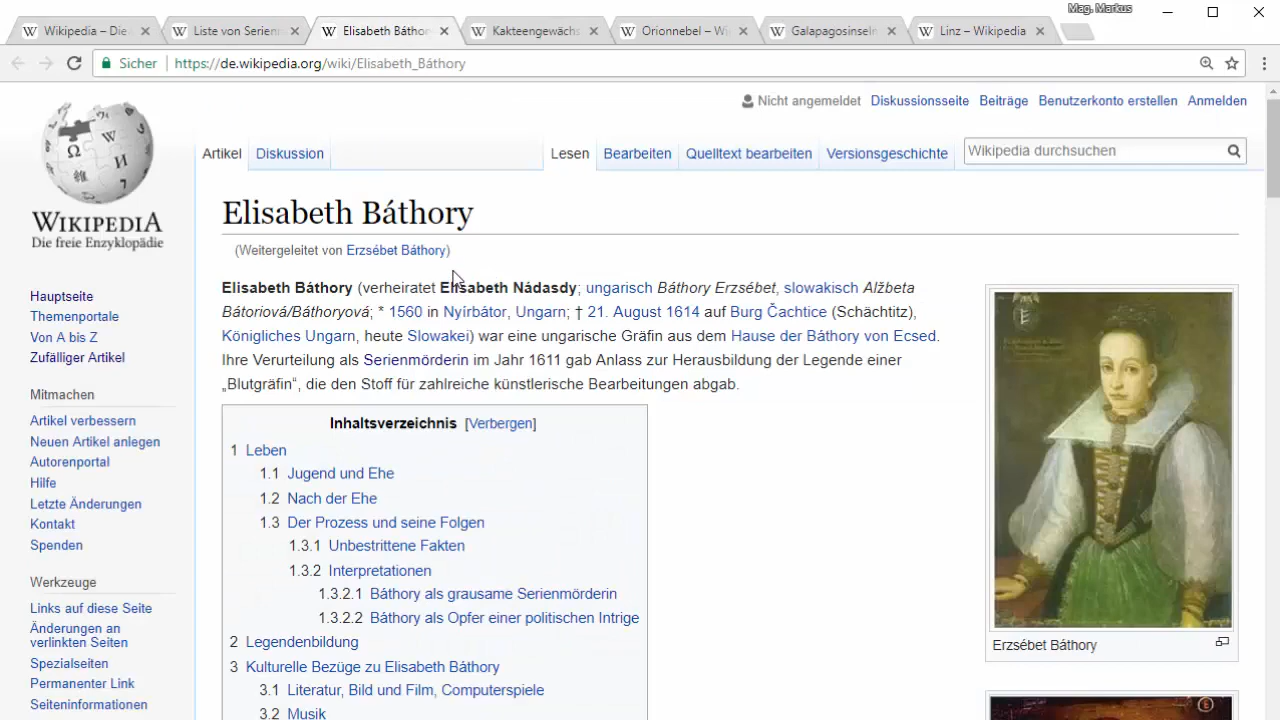 Mag. Markus
Wikipedia – Die
Liste von Serien
Elisabeth Báthor
Kakteengewächs
Orionnebel – W
Galapagosinseln
Linz – Wikipedia
Sicher
https://de.wikipedia.org/wiki/Elisabeth_Báthory
Nicht angemeldet Diskussionsseite Beiträge Benutzerkonto erstellen Anmelden
Artikel Diskussion Lesen Bearbeiten Quelltext bearbeiten Versionsgeschichte Wikipedia durchsuchen
WIKIPEDIA
Die freie Enzyklopädie
Hauptseite
Themenportale
Von A bis Z
Zufälliger Artikel
Mitmachen
Artikel verbessern
Neuen Artikel anlegen
Autorenportal
Hilfe
Letzte Änderungen
Kontakt
Spenden
Werkzeuge
Links auf diese Seite
Änderungen an
verlinkten Seiten
Spezialseiten
Permanenter Link
Seiteninformationen
Elisabeth Báthory
(Weitergeleitet von Erzsébet Báthory)
Elisabeth Báthory (verheiratet Elisabeth Nádasdy; ungarisch Báthory Erzsébet, slowakisch Alžbeta
Bátoriová/Báthoryová; * 1560 in Nyírbátor, Ungarn; † 21. August 1614 auf Burg Čachtice (Schächtitz),
Königliches Ungarn, heute Slowakei) war eine ungarische Gräfin aus dem Hause der Báthory von Ecsed.
Ihre Verurteilung als Serienmörderin im Jahr 1611 gab Anlass zur Herausbildung der Legende einer
„Blutgräfin“, die den Stoff für zahlreiche künstlerische Bearbeitungen abgab.
Inhaltsverzeichnis [Verbergen]
1 Leben
1.1 Jugend und Ehe
1.2 Nach der Ehe
1.3 Der Prozess und seine Folgen
1.3.1 Unbestrittene Fakten
1.3.2 Interpretationen
1.3.2.1 Báthory als grausame Serienmörderin
1.3.2.2 Báthory als Opfer einer politischen Intrige
2 Legendenbildung
3 Kulturelle Bezüge zu Elisabeth Báthory
3.1 Literatur, Bild und Film, Computerspiele
3.2 Musik
Erzsébet Báthory